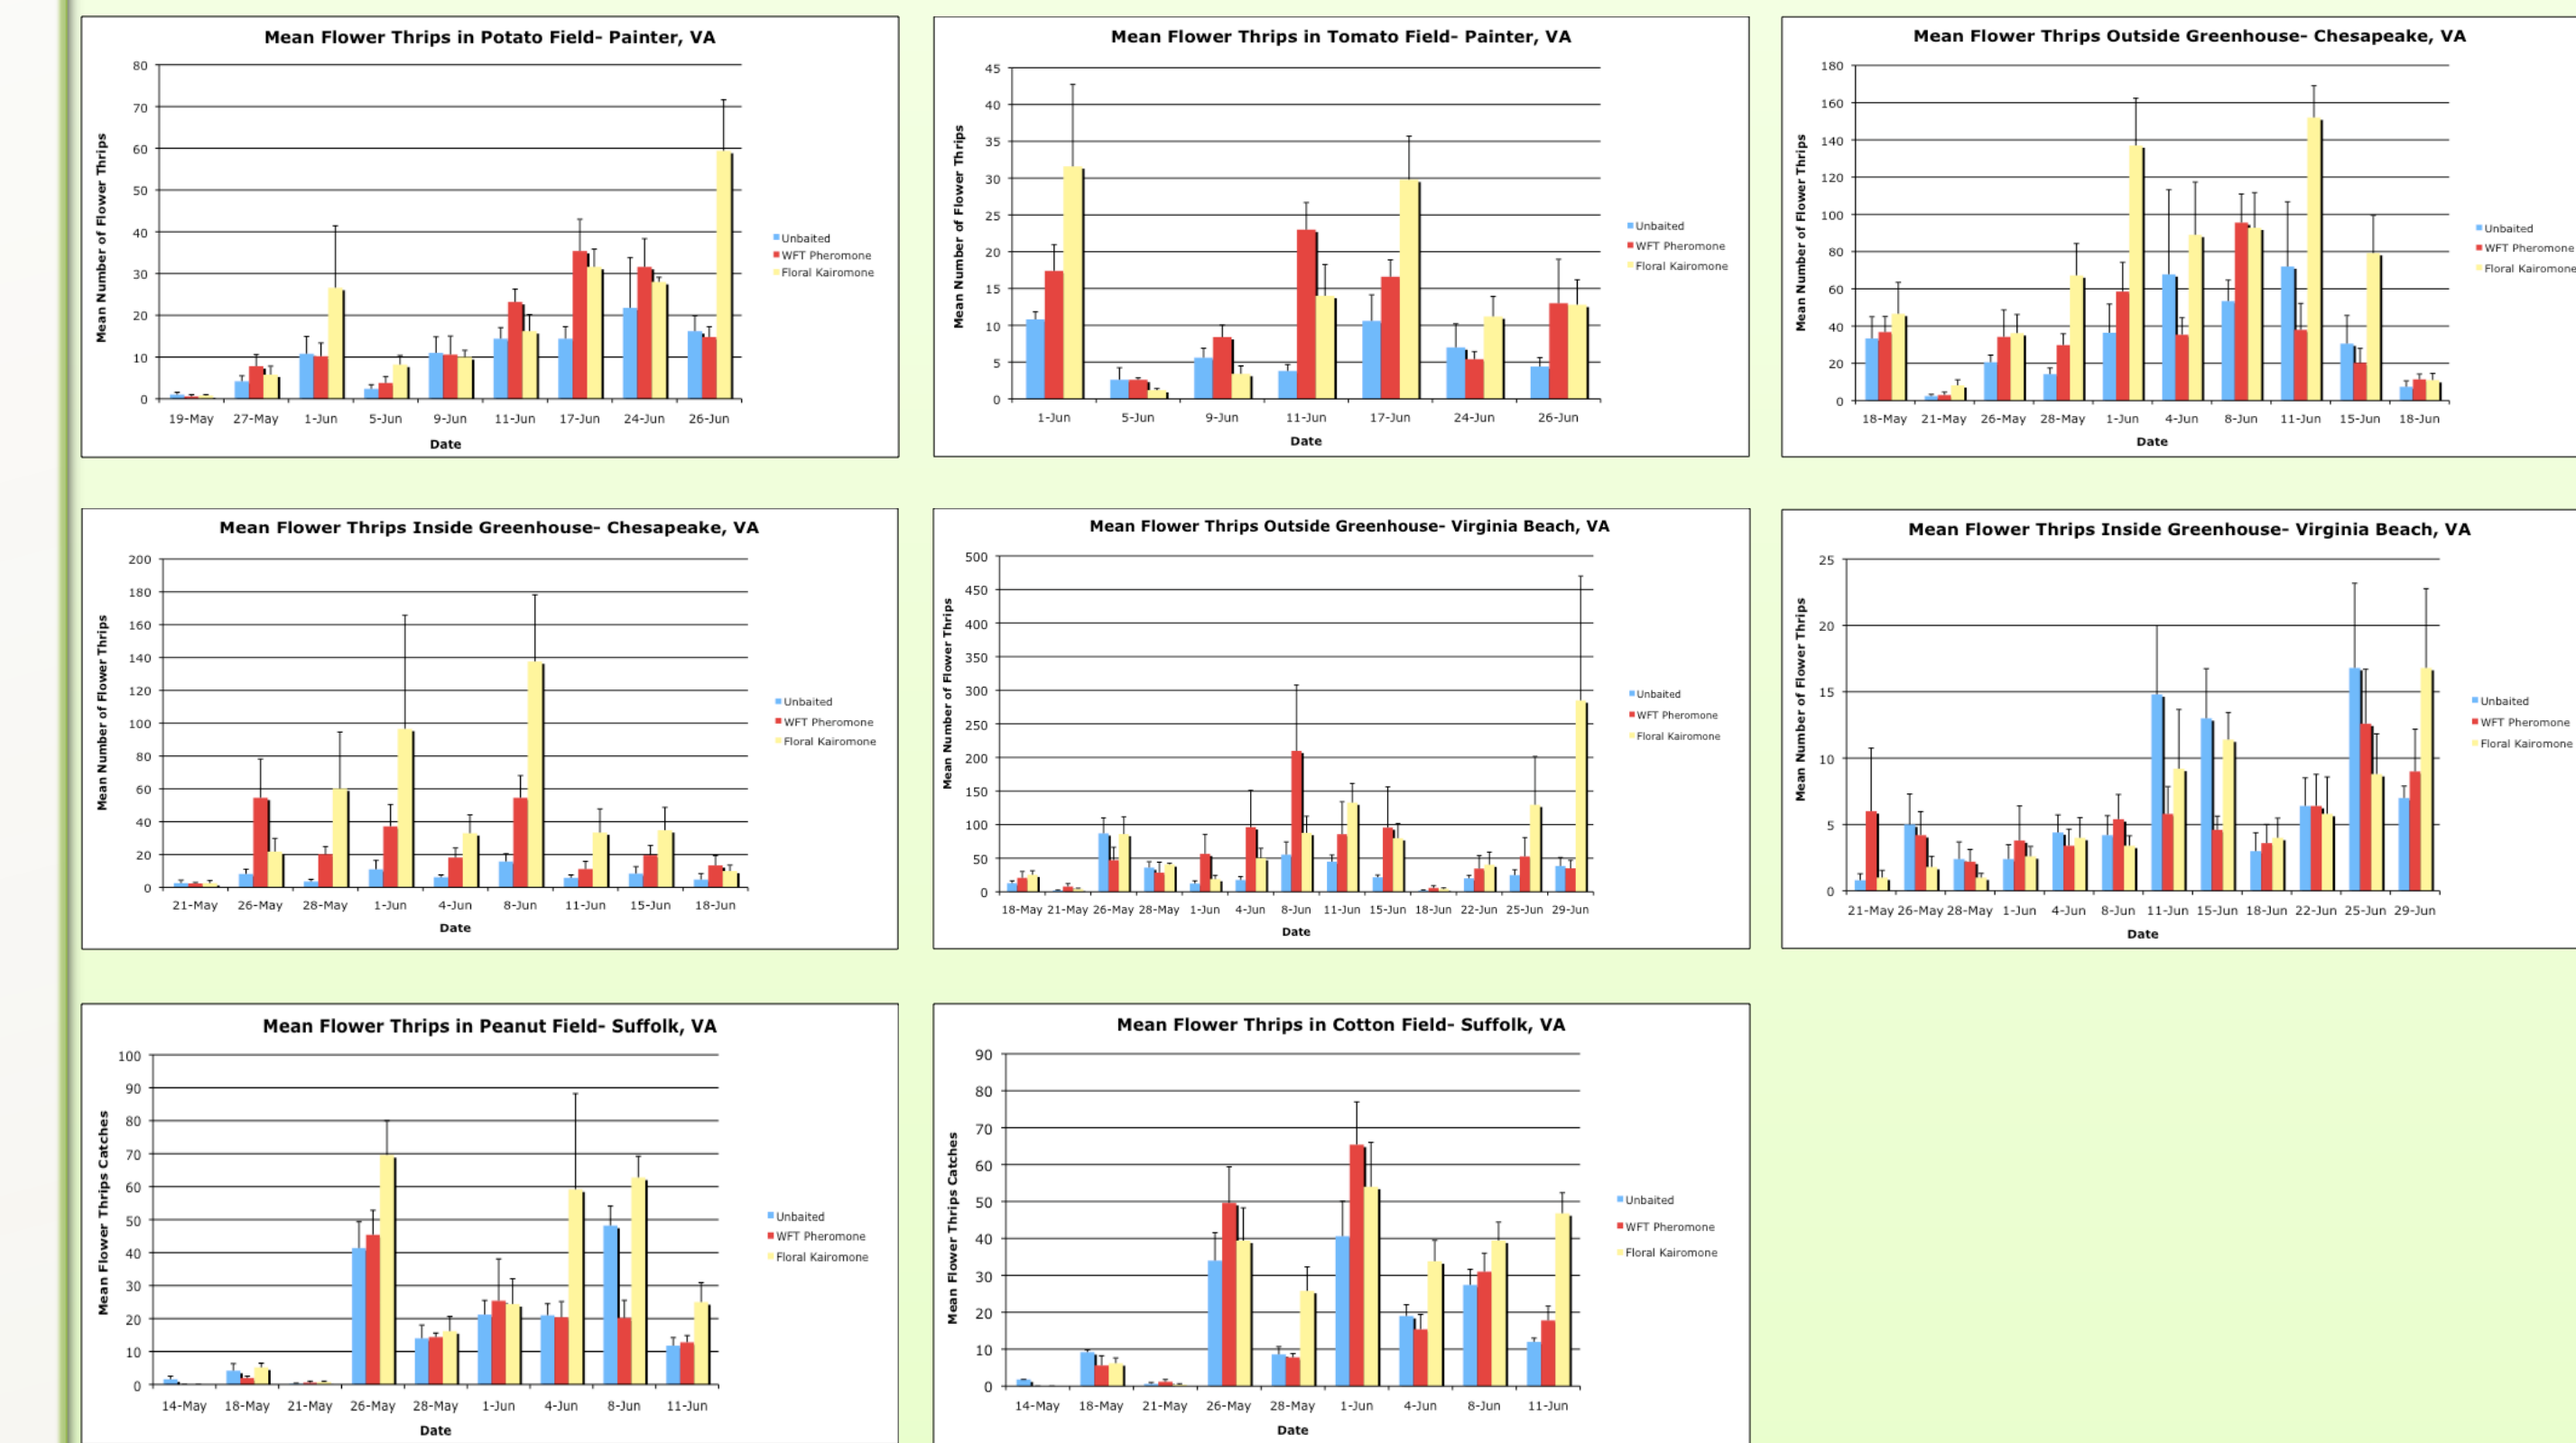 Mean Flower Thrips in Potato Field- Painter, VA
80
70
60
50
40
30
20
10
0
Mean Number of Flower Thrips
19-May 27-May 1-Jun 5-Jun 9-Jun 11-Jun 17-Jun 24-Jun 26-Jun
Date
Unbaited
WFT Pheromone
Floral Kairomone
Mean Flower Thrips in Tomato Field- Painter, VA
45
40
35
30
25
20
15
10
5
0
Mean Number of Flower Thrips
1-Jun 5-Jun 9-Jun 11-Jun 17-Jun 24-Jun 26-Jun
Date
Unbaited
WFT Pheromone
Floral Kairomone
Mean Flower Thrips Outside Greenhouse- Chesapeake, VA
180
160
140
120
100
80
60
40
20
0
Mean Number of Flower Thrips
18-May 21-May 26-May 28-May 1-Jun 4-Jun 8-Jun 11-Jun 15-Jun 18-Jun
Date
Unbaited
WFT Pheromone
Floral Kairomone
Mean Flower Thrips Inside Greenhouse- Chesapeake, VA
200
180
160
140
120
100
80
60
40
20
0
Mean Number of Flower Thrips
21-May 26-May 28-May 1-Jun 4-Jun 8-Jun 11-Jun 15-Jun 18-Jun
Date
Unbaited
WFT Pheromone
Floral Kairomone
Mean Flower Thrips Outside Greenhouse- Virginia Beach, VA
500
450
400
350
300
250
200
150
100
50
0
Mean Number of Flower Thrips
18-May 21-May 26-May 28-May 1-Jun 4-Jun 8-Jun 11-Jun 15-Jun 18-Jun 22-Jun 25-Jun 29-Jun
Date
Unbaited
WFT Pheromone
Floral Kairomone
Mean Flower Thrips Inside Greenhouse- Virginia Beach, VA
25
20
15
10
5
0
Mean Number of Flower Thrips
21-May 26-May 28-May 1-Jun 4-Jun 8-Jun 11-Jun 15-Jun 18-Jun 22-Jun 25-Jun 29-Jun
Date
Unbaited
WFT Pheromone
Floral Kairomone
Mean Flower Thrips in Peanut Field- Suffolk, VA
100
90
80
70
60
50
40
30
20
10
0
Mean Flower Thrips Catches
14-May 18-May 21-May 26-May 28-May 1-Jun 4-Jun 8-Jun 11-Jun
Date
Unbaited
WFT Pheromone
Floral Kairomone
Mean Flower Thrips in Cotton Field- Suffolk, VA
90
80
70
60
50
40
30
20
10
0
Mean Flower Thrips Catches
14-May 18-May 21-May 26-May 28-May 1-Jun 4-Jun 8-Jun 11-Jun
Date
Unbaited
WFT Pheromone
Floral Kairomone